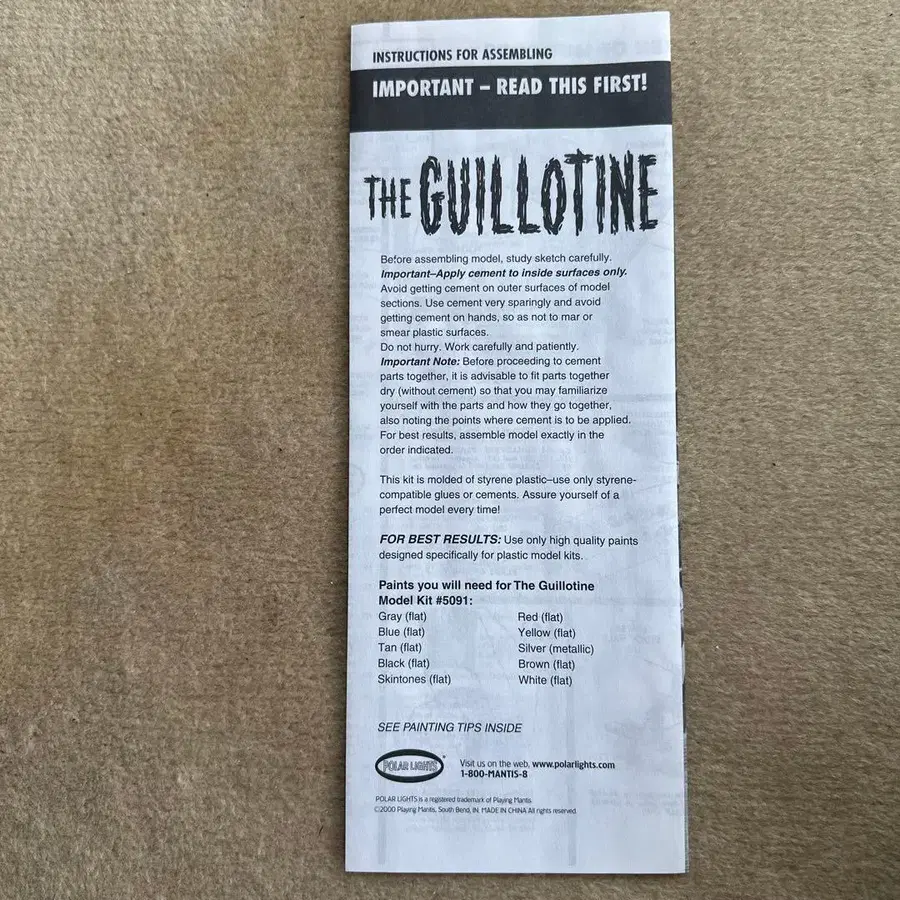 INSTRUCTIONS FOR ASSEMBLING
IMPORTANT – READ THIS FIRST!
THE GUILLOTINE
Before assembling model, study sketch carefully.
Important–Apply cement to inside surfaces only.
Avoid getting cement on outer surfaces of model
sections. Use cement very sparingly and avoid
getting cement on hands, so as not to mar or
smear plastic surfaces.
Do not hurry. Work carefully and patiently.
Important Note: Before proceeding to cement
parts together, it is advisable to fit parts together
dry (without cement) so that you may familiarize
yourself with the parts and how they go together,
also noting the points where cement is to be applied.
For best results, assemble model exactly in the
order indicated.
This kit is molded of styrene plastic–use only styrene-
compatible glues or cements. Assure yourself of a
perfect model every time!
FOR BEST RESULTS: Use only high quality paints
designed specifically for plastic model kits.
Paints you will need for The Guillotine
Model Kit #5091:
Gray (flat)
Blue (flat)
Tan (flat)
Black (flat)
Skintones (flat)
Red (flat)
Yellow (flat)
Silver (metallic)
Brown (flat)
White (flat)
SEE PAINTING TIPS INSIDE
POLAR LIGHTS
Visit us on the web, www.polarlights.com
1-800-MANTIS-8
POLAR LIGHTS is a registered trademark of Playing Mantis.
©2000 Playing Mantis, South Bend, IN. MADE IN CHINA All rights reserved.